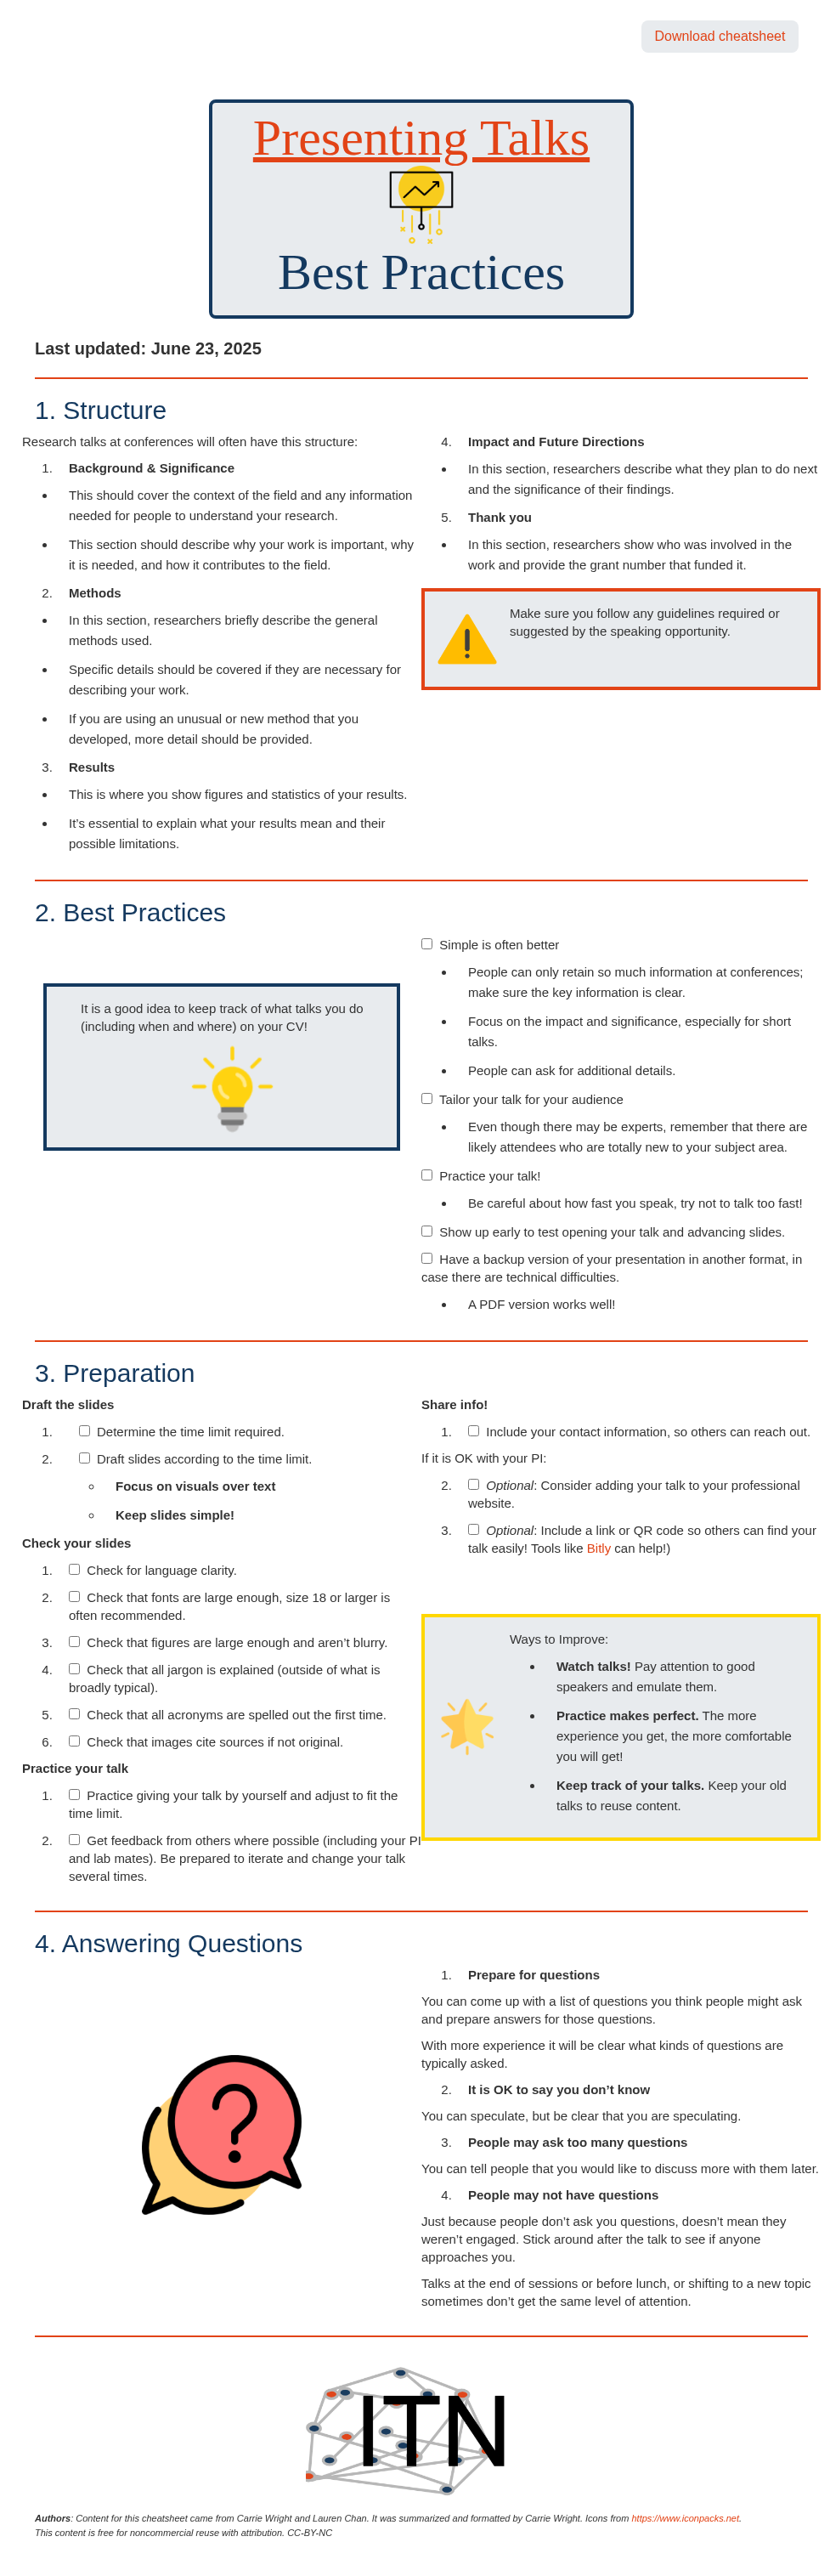 Download cheatsheet
Presenting Talks
Best Practices
Last updated: June 23, 2025
1. Structure
Research talks at conferences will often have this structure:
1. Background & Significance
• This should cover the context of the field and any information
needed for people to understand your research.
• This section should describe why your work is important, why
it is needed, and how it contributes to the field.
2. Methods
• In this section, researchers briefly describe the general
methods used.
• Specific details should be covered if they are necessary for
describing your work.
• If you are using an unusual or new method that you
developed, more detail should be provided.
3. Results
• This is where you show figures and statistics of your results.
• It’s essential to explain what your results mean and their
possible limitations.
4. Impact and Future Directions
• In this section, researchers describe what they plan to do next
and the significance of their findings.
5. Thank you
• In this section, researchers show who was involved in the
work and provide the grant number that funded it.
Make sure you follow any guidelines required or
suggested by the speaking opportunity.
2. Best Practices
It is a good idea to keep track of what talks you do
(including when and where) on your CV!
Simple is often better
• People can only retain so much information at conferences;
make sure the key information is clear.
• Focus on the impact and significance, especially for short
talks.
• People can ask for additional details.
Tailor your talk for your audience
• Even though there may be experts, remember that there are
likely attendees who are totally new to your subject area.
Practice your talk!
• Be careful about how fast you speak, try not to talk too fast!
Show up early to test opening your talk and advancing slides.
Have a backup version of your presentation in another format, in
case there are technical difficulties.
• A PDF version works well!
3. Preparation
Draft the slides
1. Determine the time limit required.
2. Draft slides according to the time limit.
◦ Focus on visuals over text
◦ Keep slides simple!
Check your slides
1. Check for language clarity.
2. Check that fonts are large enough, size 18 or larger is
often recommended.
3. Check that figures are large enough and aren’t blurry.
4. Check that all jargon is explained (outside of what is
broadly typical).
5. Check that all acronyms are spelled out the first time.
6. Check that images cite sources if not original.
Practice your talk
1. Practice giving your talk by yourself and adjust to fit the
time limit.
2. Get feedback from others where possible (including your PI
and lab mates). Be prepared to iterate and change your talk
several times.
Share info!
1. Include your contact information, so others can reach out.
If it is OK with your PI:
2. Optional: Consider adding your talk to your professional
website.
3. Optional: Include a link or QR code so others can find your
talk easily! Tools like Bitly can help!)
Ways to Improve:
• Watch talks! Pay attention to good
speakers and emulate them.
• Practice makes perfect. The more
experience you get, the more comfortable
you will get!
• Keep track of your talks. Keep your old
talks to reuse content.
4. Answering Questions
1. Prepare for questions
You can come up with a list of questions you think people might ask
and prepare answers for those questions.
With more experience it will be clear what kinds of questions are
typically asked.
2. It is OK to say you don’t know
You can speculate, but be clear that you are speculating.
3. People may ask too many questions
You can tell people that you would like to discuss more with them later.
4. People may not have questions
Just because people don’t ask you questions, doesn’t mean they
weren’t engaged. Stick around after the talk to see if anyone
approaches you.
Talks at the end of sessions or before lunch, or shifting to a new topic
sometimes don’t get the same level of attention.
ITN
Authors: Content for this cheatsheet came from Carrie Wright and Lauren Chan. It was summarized and formatted by Carrie Wright. Icons from https://www.iconpacks.net.
This content is free for noncommercial reuse with attribution. CC-BY-NC